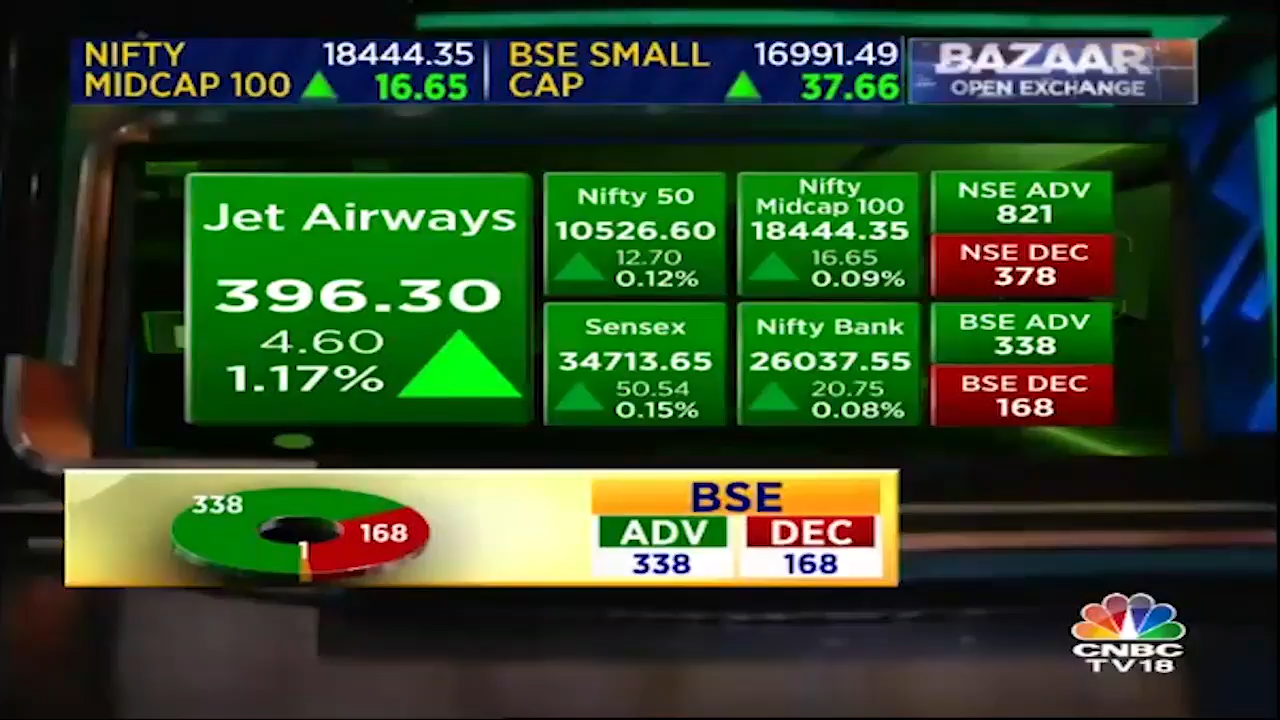 NIFTY 18444.35
MIDCAP 100 16.65
BSE SMALL 16991.49
CAP 37.66
BAZAAR
OPEN EXCHANGE
Jet Airways
396.30
4.60
1.17%
Nifty 50
10526.60
12.70
0.12%
Nifty
Midcap 100
18444.35
16.65
0.09%
NSE ADV
821
NSE DEC
378
Sensex
34713.65
50.54
0.15%
Nifty Bank
26037.55
20.75
0.08%
BSE ADV
338
BSE DEC
168
338
168
1
BSE
ADV DEC
338 168
CNBC
TV18